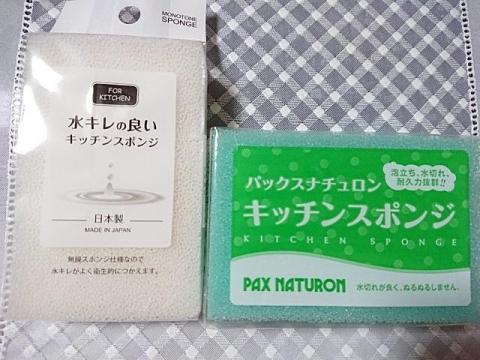 MONOTONE
SPONGE
FOR
KITCHEN
水キレの良い
キッチンスポンジ
日本製
MADE IN JAPAN
無膜スポンジ仕様なので
水キレがよく衛生的につかえます。
泡立ち、水切れ、
耐久力抜群!!
パックスナチュロン
キッチンスポンジ
KITCHEN SPONGE
PAX NATURON
水切れが良く、ぬるぬるしません。